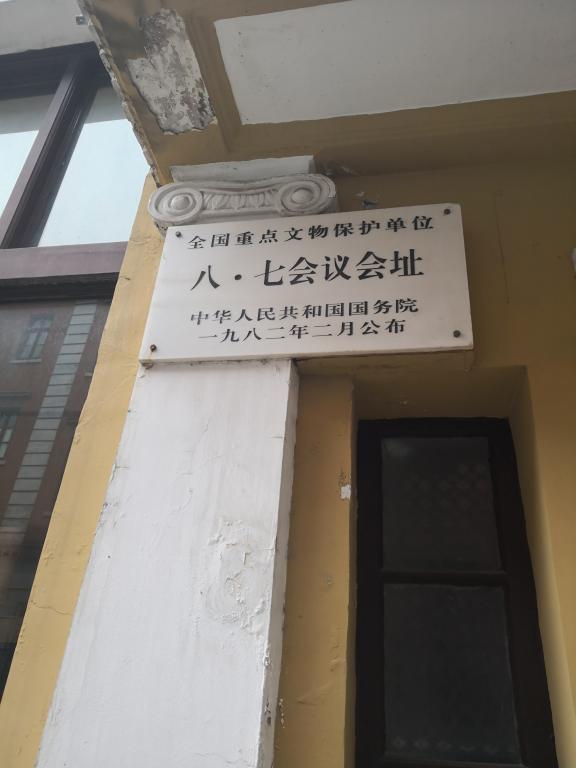 全国重点文物保护单位
八·七会议会址
中华人民共和国国务院
一九八二年二月公布